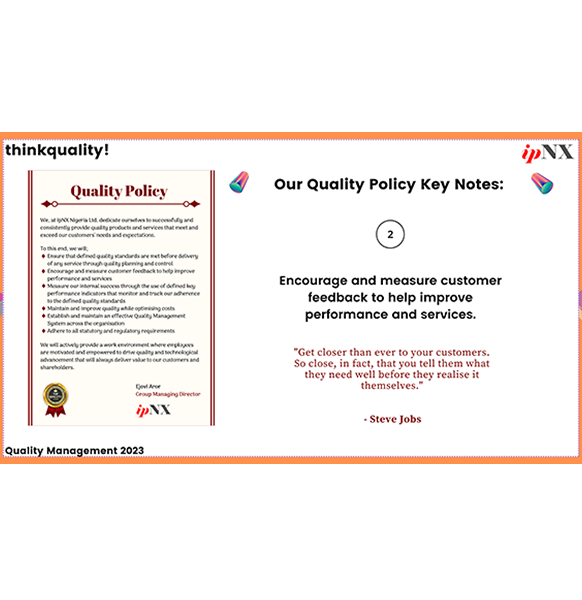 thinkquality!
ipNX
Quality Policy
We, at IpNX Nigeria Ltd, dedicate ourselves to successfully and
consistently provide quality products and services that meet and
exceed our customers' needs and expectations.
To this end, we will;
Ensure that defined quality standards are met before delivery
of any service through quality planning and control
Encourage and measure customer feedback to help improve
performance and services
Measure our internal success through the use of defined key
performance indicators that monitor and track our adherence
to the defined quality standards
Maintain and improve quality while optimising costs
Establish and maintain an effective Quality Management
System across the organisation
Adhere to all statutory and regulatory requirements
We will actively provide a work environment where employees
are motivated and empowered to drive quality and technological
advancement that will always deliver value to our customers and
shareholders.
Ejovi Aror
Group Managing Director
ipNX
Our Quality Policy Key Notes:
2
Encourage and measure customer
feedback to help improve
performance and services.
"Get closer than ever to your customers.
So close, in fact, that you tell them what
they need well before they realise it
themselves."
- Steve Jobs
Quality Management 2023